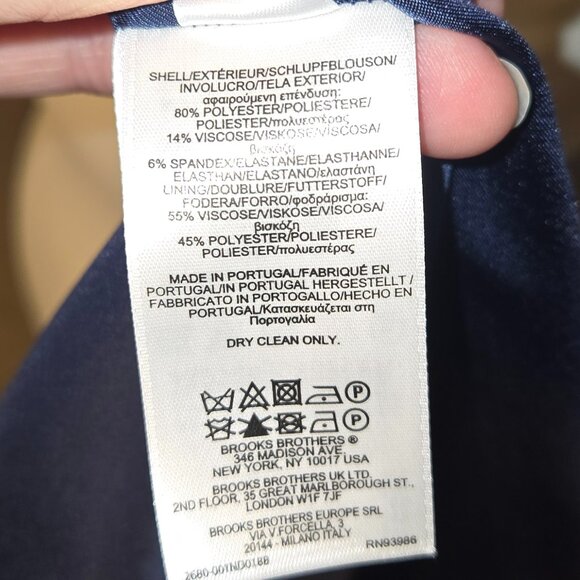 SHELL/EXTÉRIEUR/SCHLUPFBLOUSON/
INVOLUCRO/TELA EXTERIOR/
αφαιρούμενη επένδυση:
80% POLYESTER/POLIESTERE/
POLIESTER/πολυεστέρας
14% VISCOSE/VISKOSE/VISCOSA/
βισκόζη
6% SPANDEX/ELASTANE/ELASTHANNE/
ELASTHAN/ELASTANO/ελαστάνη
LINING/DOUBLURE/FUTTERSTOFF/
FODERA/FORRO/φοδράρισμα:
55% VISCOSE/VISKOSE/VISCOSA/
βισκόζη
45% POLYESTER/POLIESTERE/
POLIESTER/πολυεστέρας
MADE IN PORTUGAL/FABRIQUÉ EN
PORTUGAL/IN PORTUGAL HERGESTELLT /
FABBRICATO IN PORTOGALLO/HECHO EN
PORTUGAL/Κατασκευάζεται στη
Πορτογαλία
DRY CLEAN ONLY.
P
P
BROOKS BROTHERS ®
346 MADISON AVE.
NEW YORK, NY 10017 USA
BROOKS BROTHERS UK LTD.
2ND FLOOR, 35 GREAT MARLBOROUGH ST.,
LONDON W1F 7JF
BROOKS BROTHERS EUROPE SRL
VIA V FORCELLA, 3
20144 - MILANO ITALY
RN93986